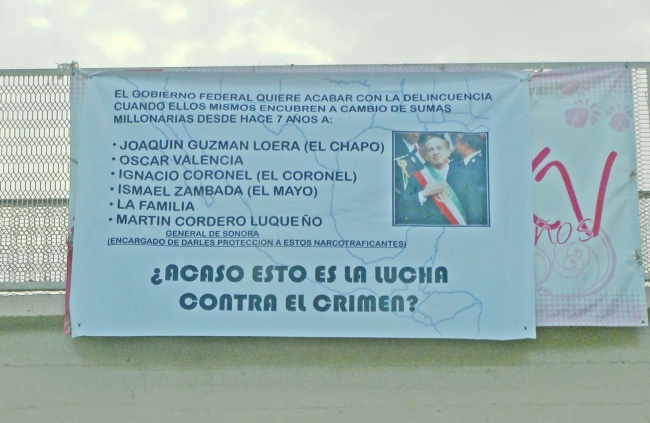 EL GOBIERNO FEDERAL QUIERE ACABAR CON LA DELINCUENCIA
CUANDO ELLOS MISMOS ENCUBREN A CAMBIO DE SUMAS
MILLONARIAS DESDE HACE 7 AÑOS A:
• JOAQUIN GUZMAN LOERA (EL CHAPO)
• OSCAR VALENCIA
• IGNACIO CORONEL (EL CORONEL)
• ISMAEL ZAMBADA (EL MAYO)
• LA FAMILIA
• MARTIN CORDERO LUQUEÑO
GENERAL DE SONORA
(ENCARGADO DE DARLES PROTECCION A ESTOS NARCOTRAFICANTES)
¿ACASO ESTO ES LA LUCHA
CONTRA EL CRIMEN?